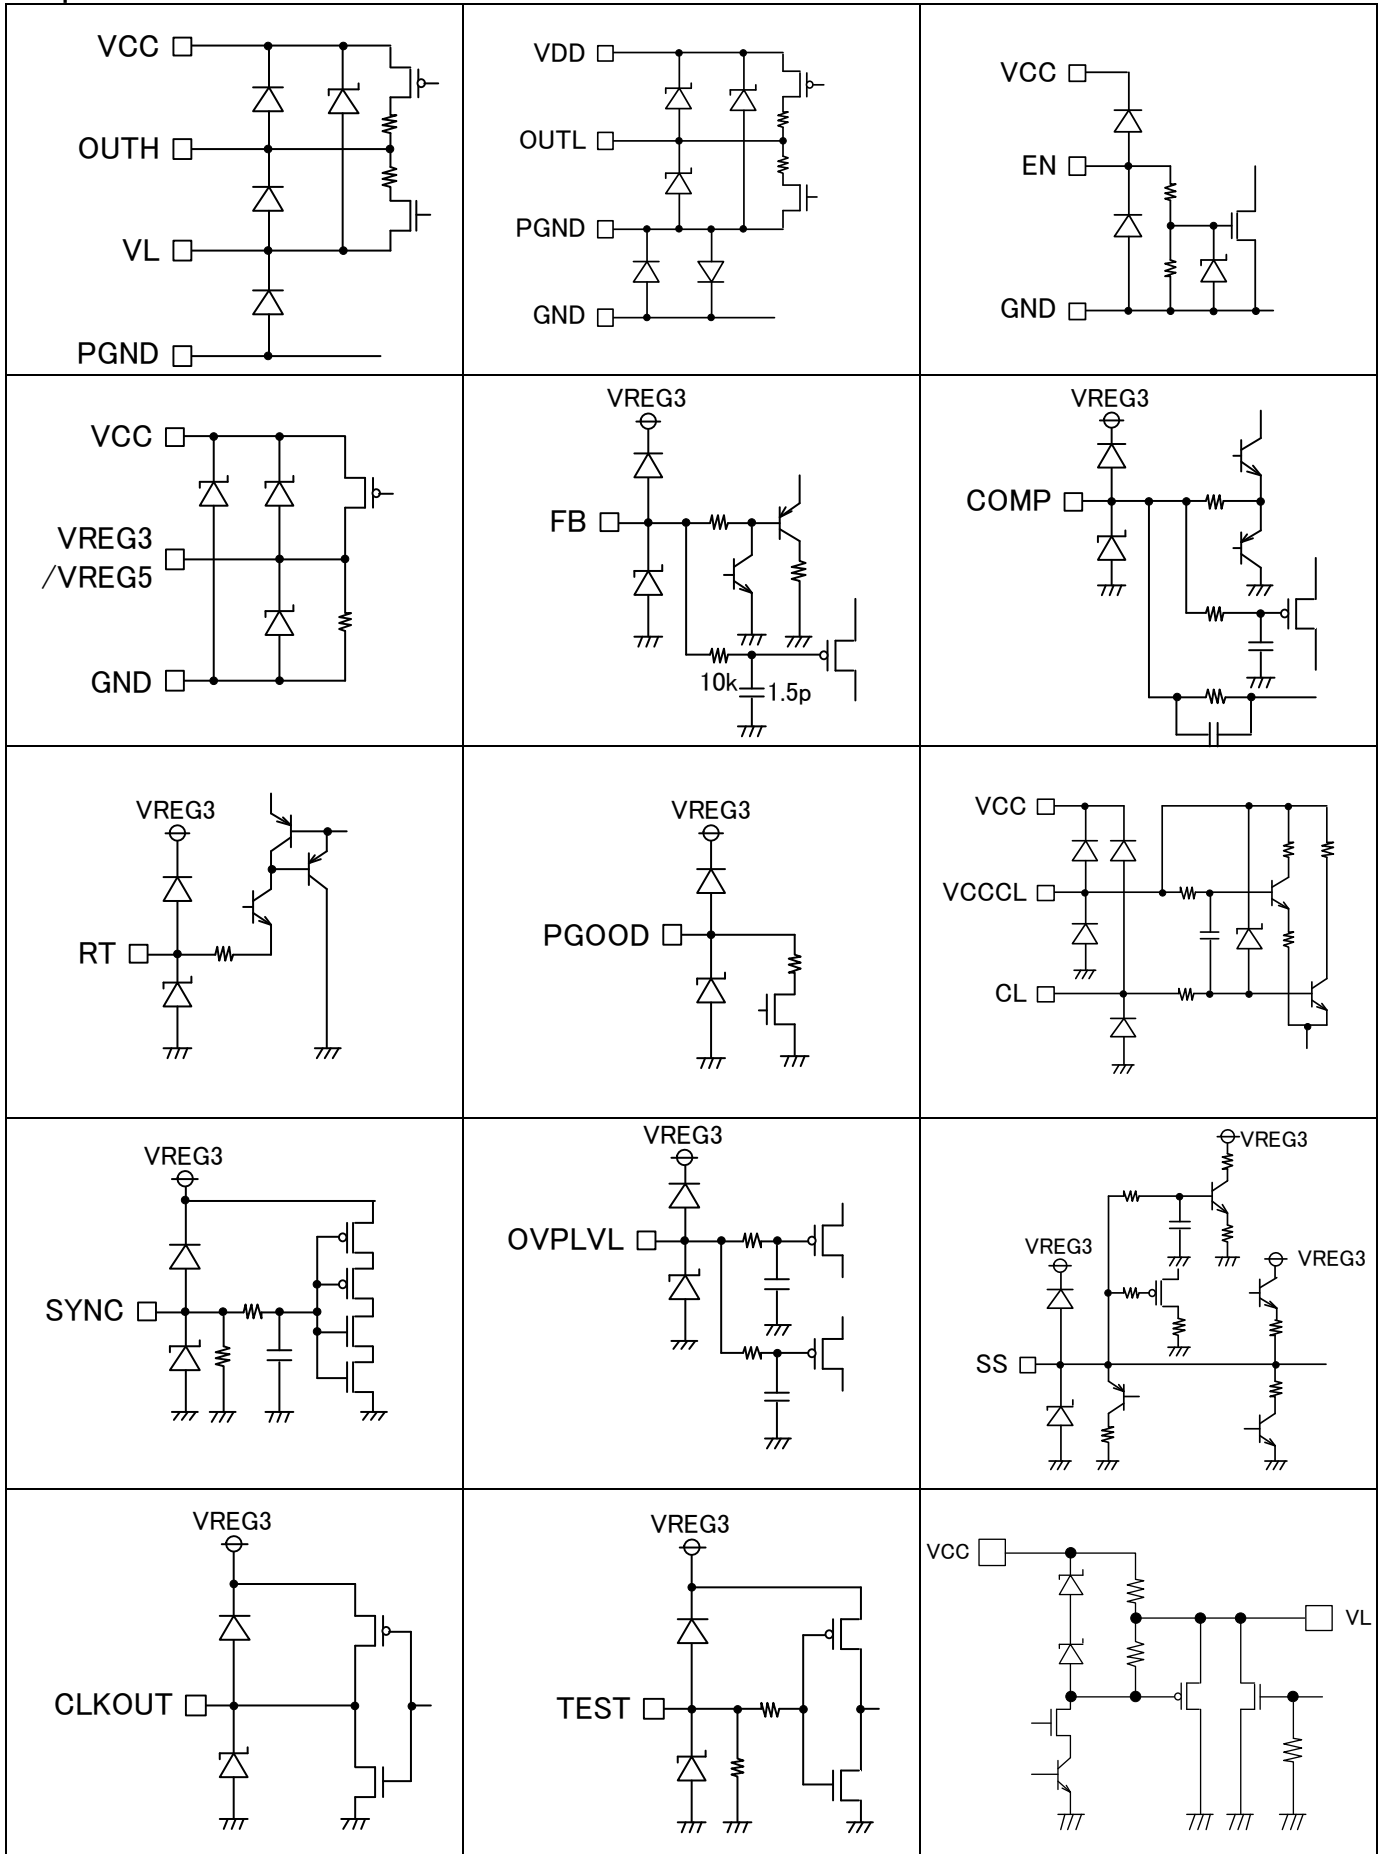 VCC
OUTH
VL
PGND
VDD
OUTL
PGND
GND
VCC
EN
GND
VCC
VREG3
/VREG5
GND
VREG3
FB
10k
1.5p
VREG3
COMP
VREG3
RT
VREG3
PGOOD
VCC
VCCCL
CL
VREG3
SYNC
VREG3
OVPLVL
VREG3
VREG3
VREG3
SS
VREG3
CLKOUT
VREG3
TEST
VCC
VL